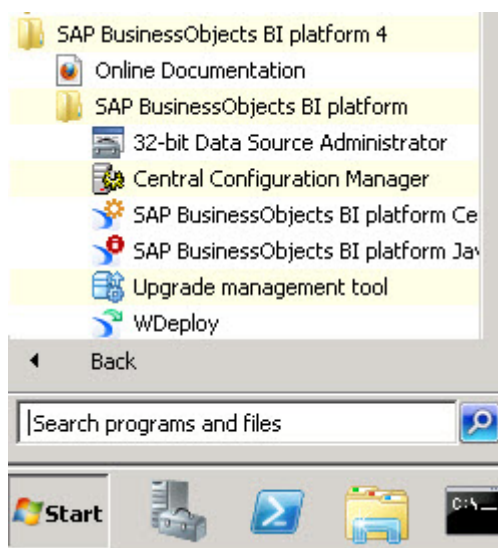 SAP BusinessObjects BI platform 4
Online Documentation
SAP BusinessObjects BI platform
32-bit Data Source Administrator
Central Configuration Manager
SAP BusinessObjects BI platform Ce
SAP BusinessObjects BI platform Jav
Upgrade management tool
WDeploy
Back
Search programs and files
Start
C:\